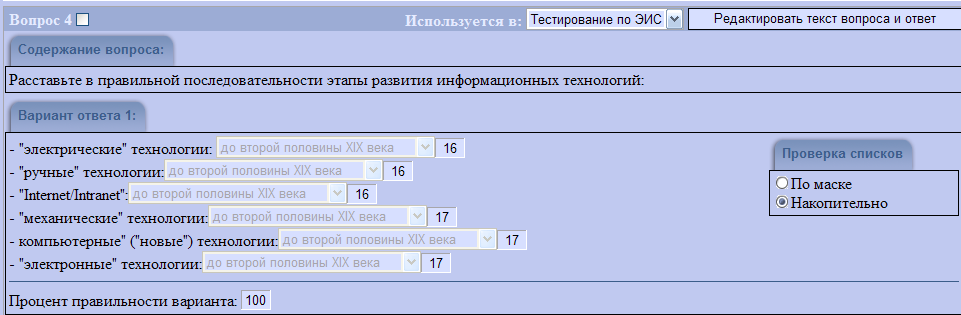 Вопрос 4 Используется в: Тестирование по ЭИС Редактировать текст вопроса и ответ
Содержание вопроса:
Расставьте в правильной последовательности этапы развития информационных технологий:
Вариант ответа 1:
- "электрические" технологии: до второй половины XIX века 16
- "ручные" технологии: до второй половины XIX века 16
- "Internet/Intranet": до второй половины XIX века 16
- "механические" технологии: до второй половины XIX века 17
- компьютерные" ("новые") технологии: до второй половины XIX века 17
- "электронные" технологии: до второй половины XIX века 17
Проверка списков
По маске
Накопительно
Процент правильности варианта: 100